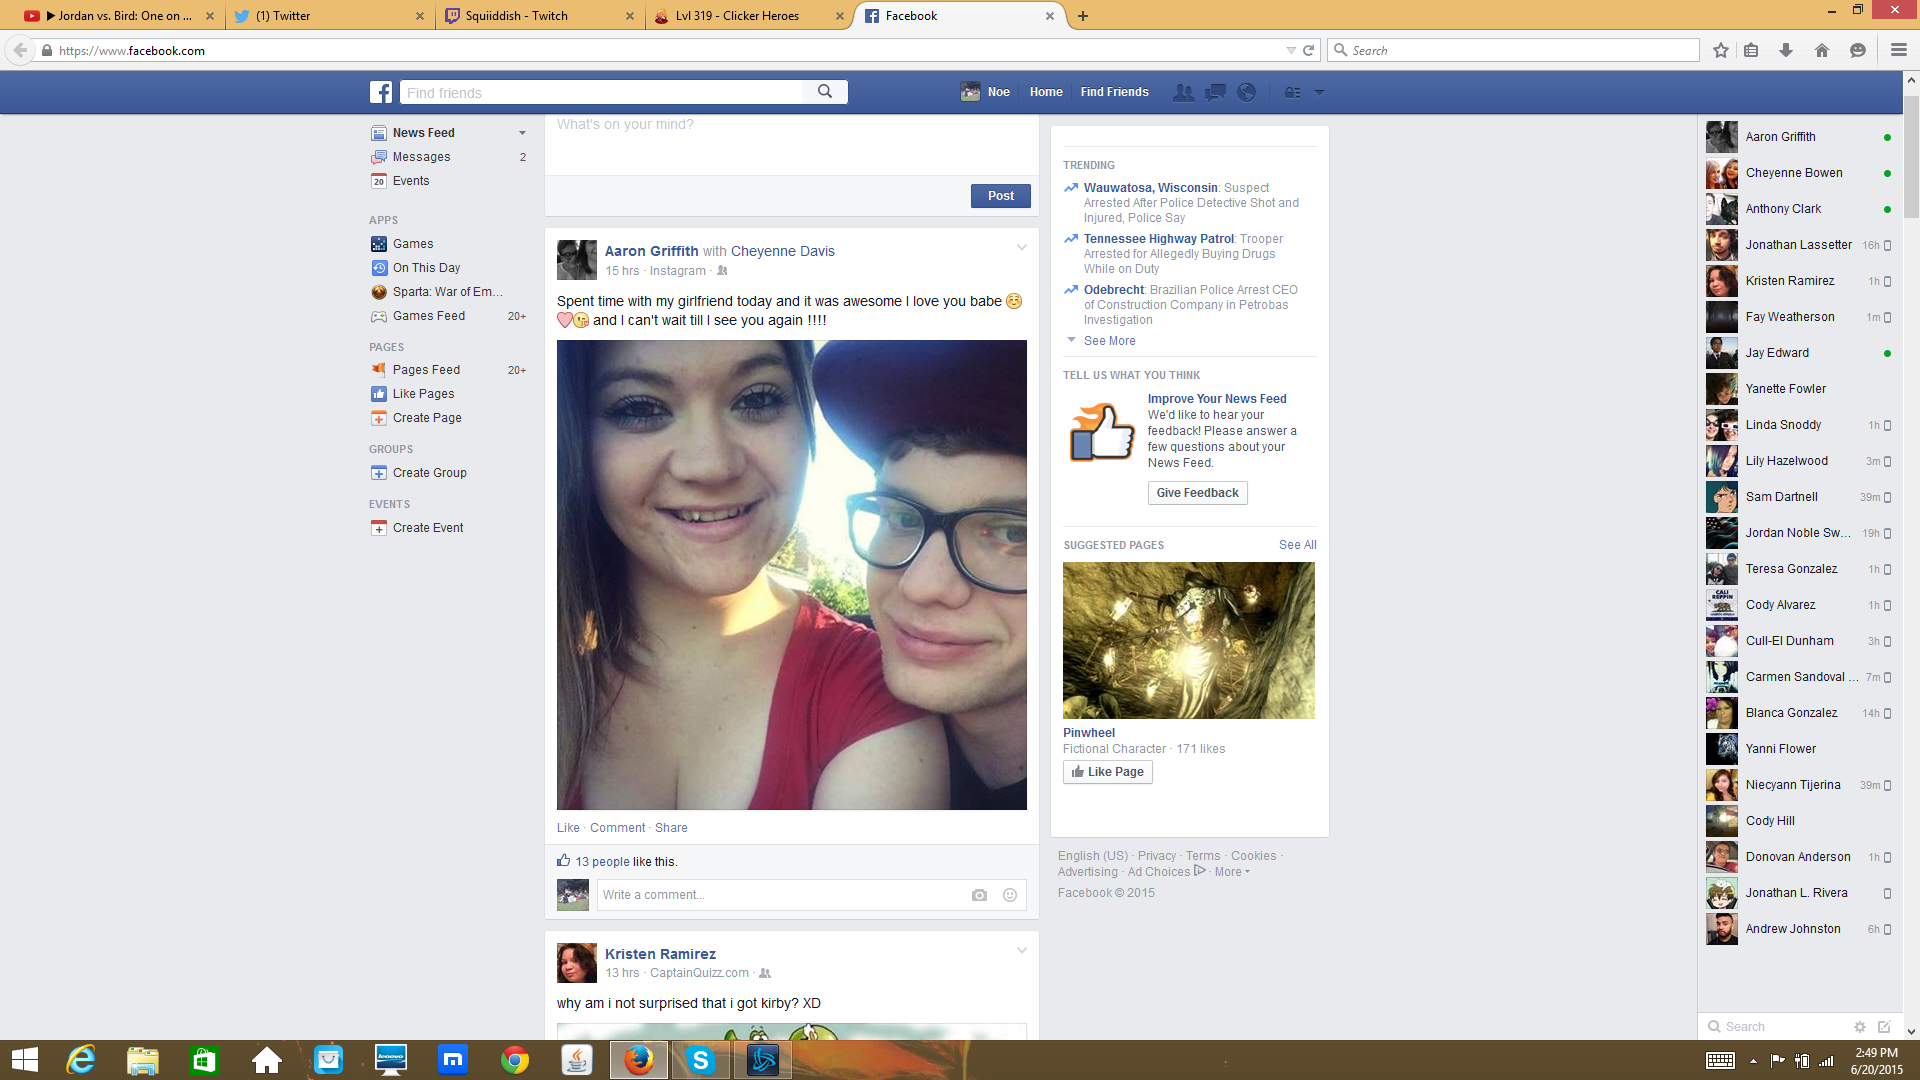 Jordan vs. Bird: One on ...
(1) Twitter
Squiiddish - Twitch
Lvl 319 - Clicker Heroes
Facebook
https://www.facebook.com
Search
Find friends
Noe
Home
Find Friends
News Feed
Messages 2
Events
APPS
Games
On This Day
Sparta: War of Em...
Games Feed 20+
PAGES
Pages Feed 20+
Like Pages
Create Page
GROUPS
Create Group
EVENTS
Create Event
What's on your mind?
Post
Aaron Griffith with Cheyenne Davis
15 hrs · Instagram ·
Spent time with my girlfriend today and it was awesome I love you babe
and I can't wait till I see you again !!!!
Like · Comment · Share
13 people like this.
Write a comment...
Kristen Ramirez
13 hrs · CaptainQuizz.com ·
why am i not surprised that i got kirby? XD
TRENDING
Wauwatosa, Wisconsin: Suspect
Arrested After Police Detective Shot and
Injured, Police Say
Tennessee Highway Patrol: Trooper
Arrested for Allegedly Buying Drugs
While on Duty
Odebrecht: Brazilian Police Arrest CEO
of Construction Company in Petrobas
Investigation
See More
TELL US WHAT YOU THINK
Improve Your News Feed
We'd like to hear your
feedback! Please answer a
few questions about your
News Feed.
Give Feedback
SUGGESTED PAGES See All
Pinwheel
Fictional Character · 171 likes
Like Page
English (US) · Privacy · Terms · Cookies ·
Advertising · Ad Choices · More
Facebook © 2015
Aaron Griffith
Cheyenne Bowen
Anthony Clark
Jonathan Lassetter 16h
Kristen Ramirez 1h
Fay Weatherson 1m
Jay Edward
Yanette Fowler
Linda Snoddy 1h
Lily Hazelwood 3m
Sam Dartnell 39m
Jordan Noble Sw... 19h
Teresa Gonzalez 1h
Cody Alvarez 1h
Cull-El Dunham 3h
Carmen Sandoval ... 7m
Blanca Gonzalez 14h
Yanni Flower
Niecyann Tijerina 39m
Cody Hill
Donovan Anderson 1h
Jonathan L. Rivera
Andrew Johnston 6h
Search
2:49 PM
6/20/2015